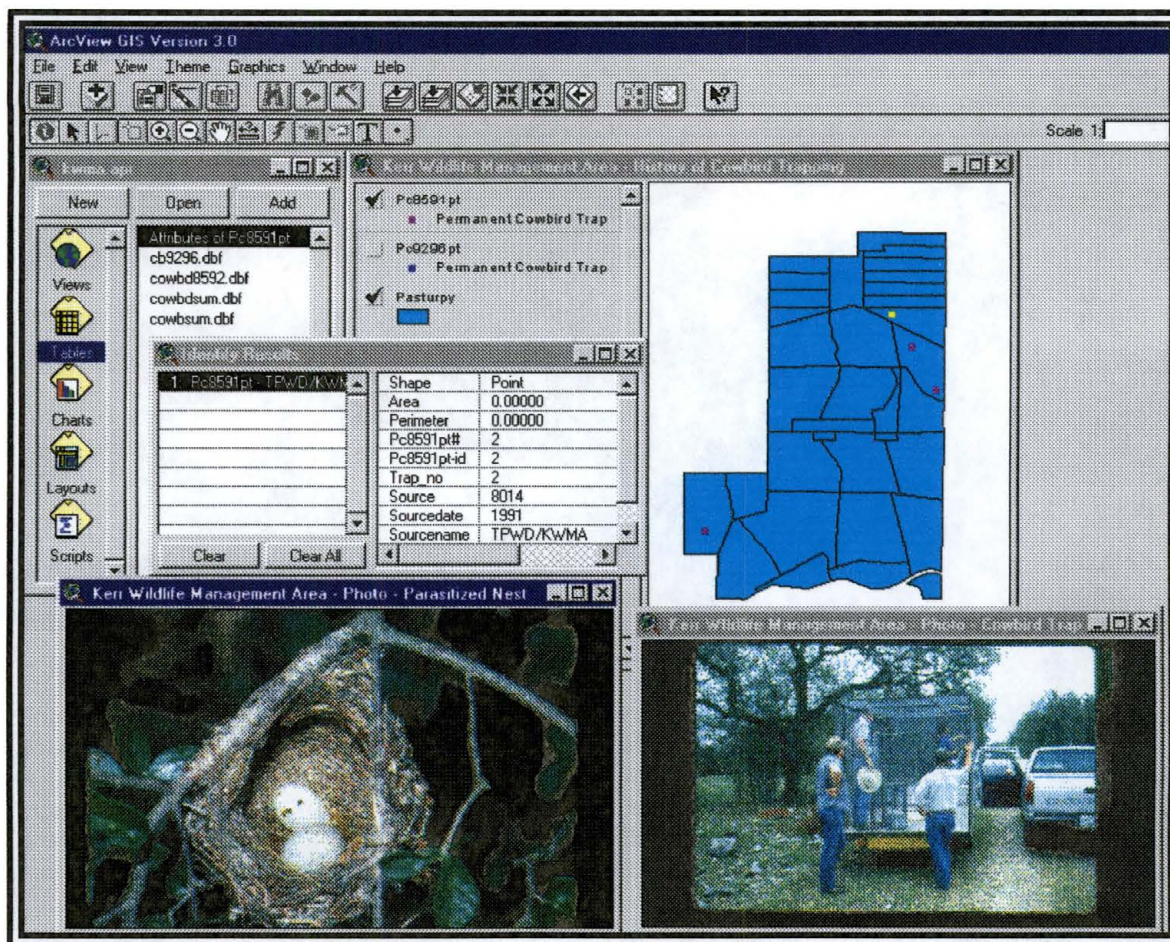 ArcView GIS Version 3.0
File Edit View Theme Graphics Window Help
Scale 1:
kwma.apr
New Open Add
Views
Tables
Charts
Layouts
Scripts
Attributes of Pc8591pt
cb9296.dbf
cowbd8592.dbf
cowbdsum.dbf
cowbsum.dbf
Kerr Wildlife Management Area - History of Cowbird Trapping
Pc8591pt
Permanent Cowbird Trap
Pc9296pt
Permanent Cowbird Trap
Pasturpy
Identify Results
1: Pc8591pt - TPWD/KWM
Shape Point
Area 0.00000
Perimeter 0.00000
Pc8591pt# 2
Pc8591pt-id 2
Trap_no 2
Source 8014
Sourcedate 1991
Sourcename TPWD/KWMA
Clear Clear All
Kerr Wildlife Management Area - Photo - Parasitized Nest
Kerr Wildlife Management Area - Photo - Cowbird Trap